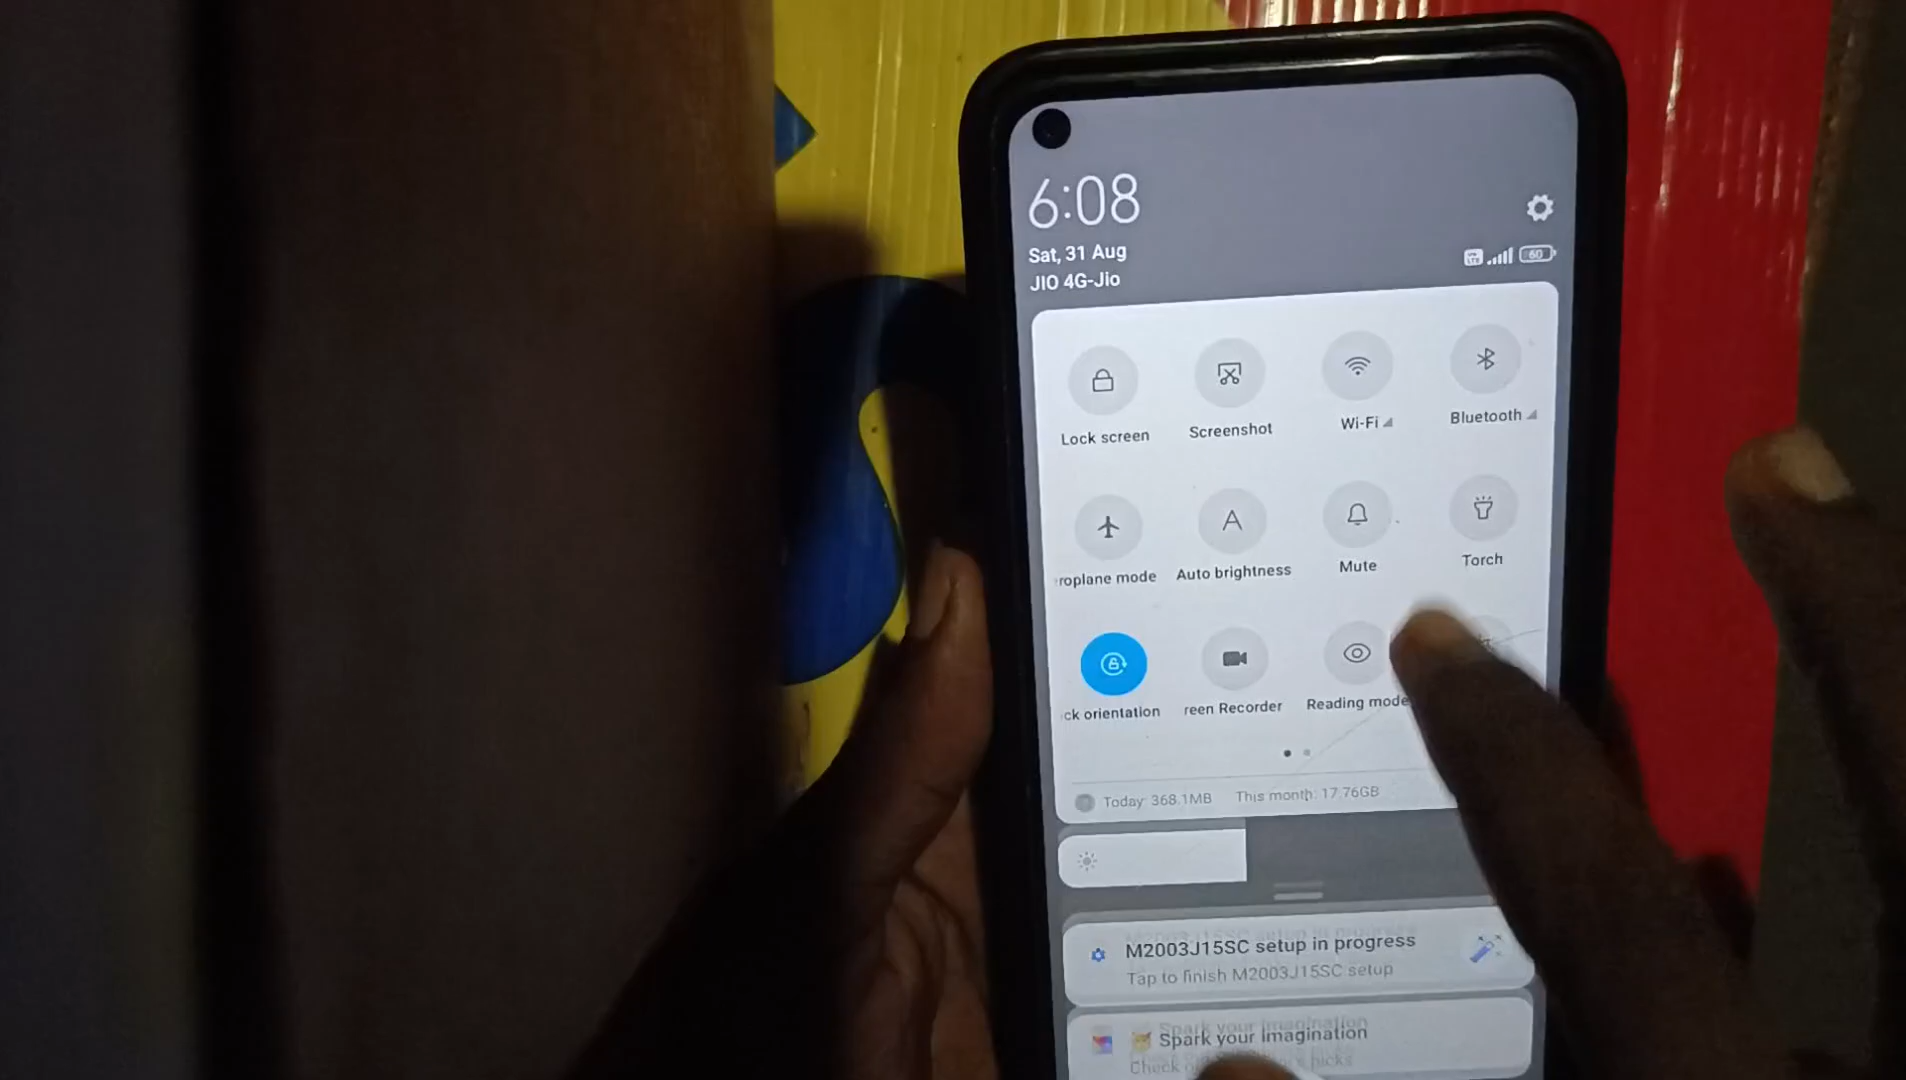 6:08
Sat, 31 Aug
JIO 4G-Jio
60
Lock screen
Screenshot
Wi-Fi
Bluetooth
roplane mode
Auto brightness
Mute
Torch
ck orientation
reen Recorder
Reading mode
Today: 368.1MB This month: 17.76GB
M2003J15SC setup in progress
Tap to finish M2003J15SC setup
Spark your imagination
Check